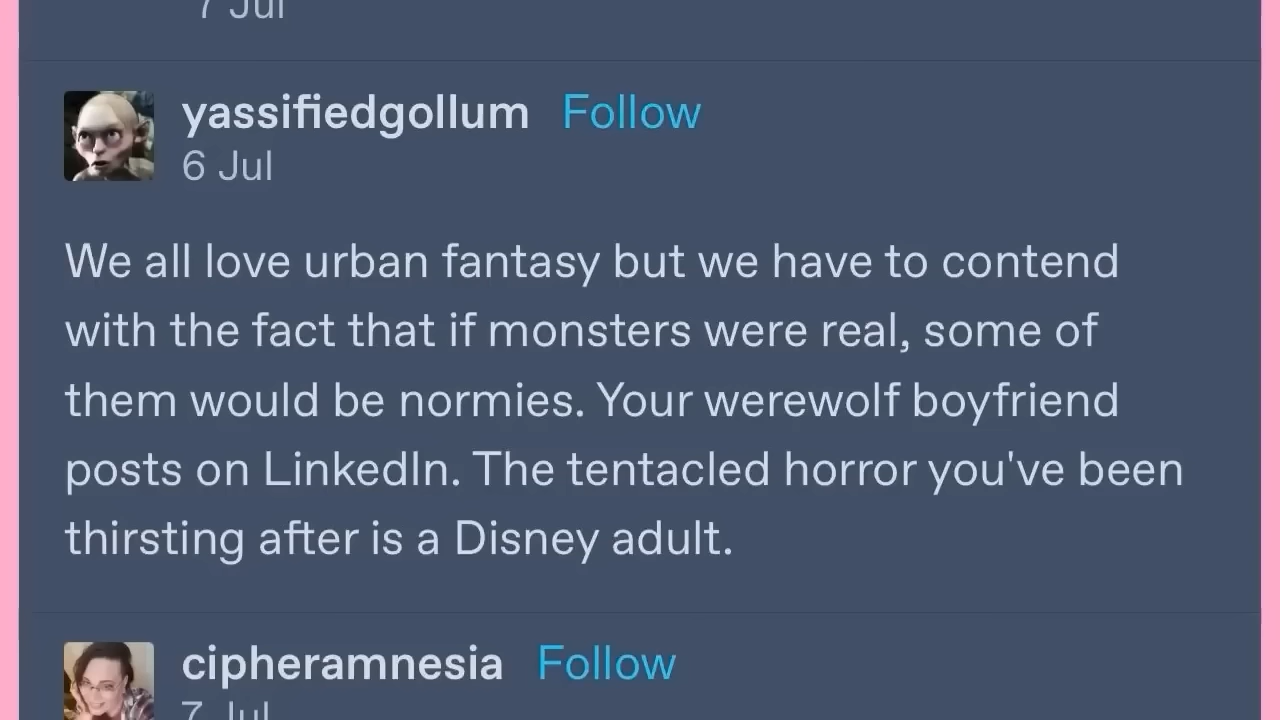 7 Jul
yassifiedgollum Follow
6 Jul
We all love urban fantasy but we have to contend
with the fact that if monsters were real, some of
them would be normies. Your werewolf boyfriend
posts on LinkedIn. The tentacled horror you've been
thirsting after is a Disney adult.
cipheramnesia Follow
7 Jul